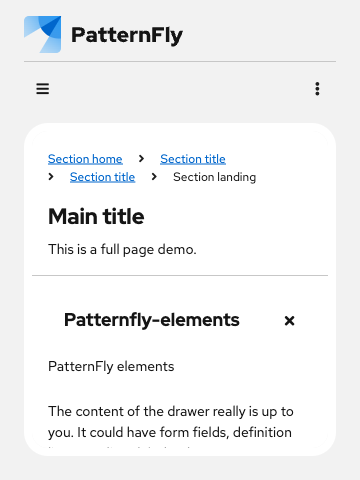 PatternFly
Section home
Section title
Section title
Section landing
Main title
This is a full page demo.
Patternfly-elements
PatternFly elements
The content of the drawer really is up to
you. It could have form fields, definition